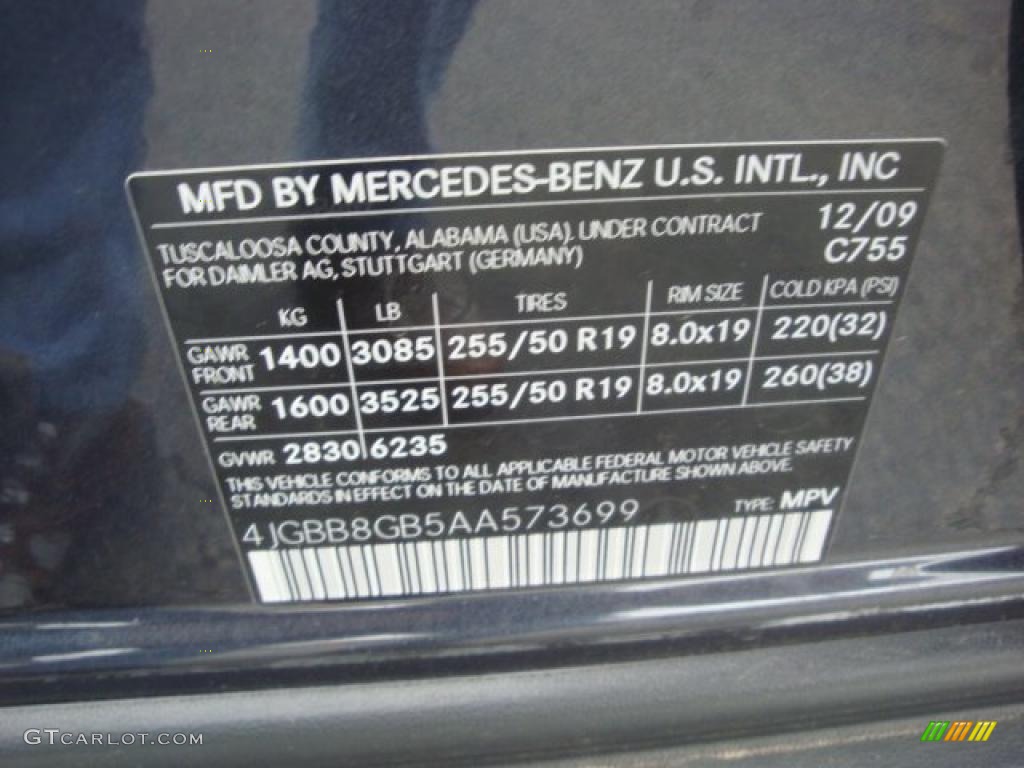 MFD BY MERCEDES-BENZ U.S. INTL., INC
TUSCALOOSA COUNTY, ALABAMA (USA). UNDER CONTRACT 12/09
FOR DAIMLER AG, STUTTGART (GERMANY) C755
KG LB TIRES RIM SIZE COLD KPA (PSI)
GAWR FRONT 1400 3085 255/50 R19 8.0x19 220(32)
GAWR REAR 1600 3525 255/50 R19 8.0x19 260(38)
GVWR 2830 6235
THIS VEHICLE CONFORMS TO ALL APPLICABLE FEDERAL MOTOR VEHICLE SAFETY
STANDARDS IN EFFECT ON THE DATE OF MANUFACTURE SHOWN ABOVE.
4JGBB8GB5AA573699 TYPE: MPV
GTCARLOT.COM